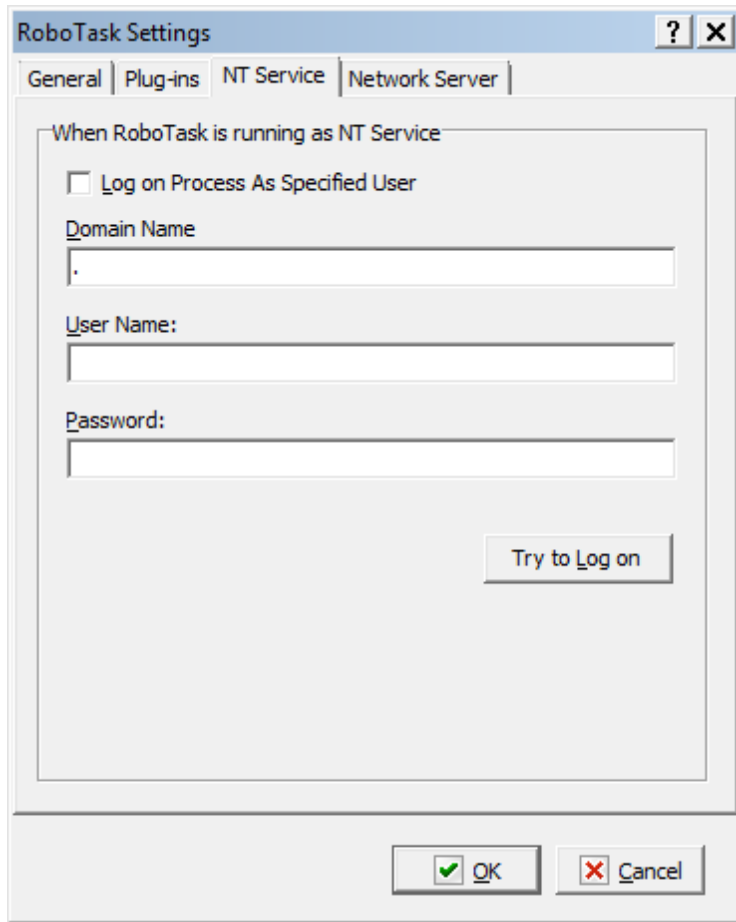 RoboTask Settings
General Plug-ins NT Service Network Server
When RoboTask is running as NT Service
Log on Process As Specified User
Domain Name
.
User Name:
Password:
Try to Log on
OK Cancel